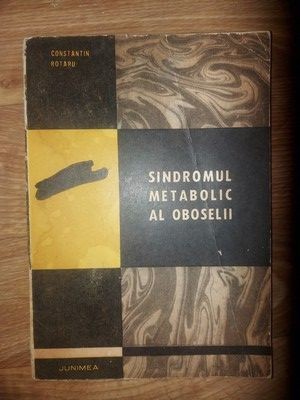 CONSTANTIN
ROTARU
SINDROMUL
METABOLIC
AL OBOSELII
JUNIMEA